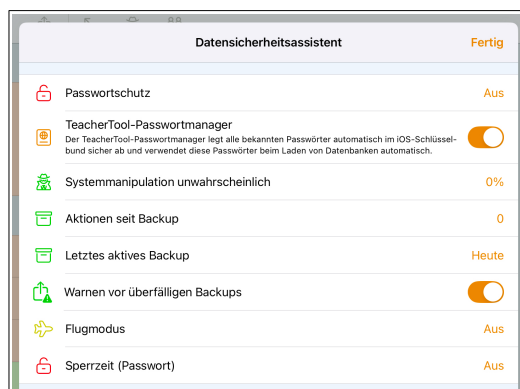 Datensicherheitsassistent
Fertig
Passwortschutz
Aus
TeacherTool-Passwortmanager
Der TeacherTool-Passwortmanager legt alle bekannten Passwörter automatisch im iOS-Schlüssel-
bund sicher ab und verwendet diese Passwörter beim Laden von Datenbanken automatisch.
Systemmanipulation unwahrscheinlich
0%
Aktionen seit Backup
0
Letztes aktives Backup
Heute
Warnen vor überfälligen Backups
Flugmodus
Aus
Sperrzeit (Passwort)
Aus